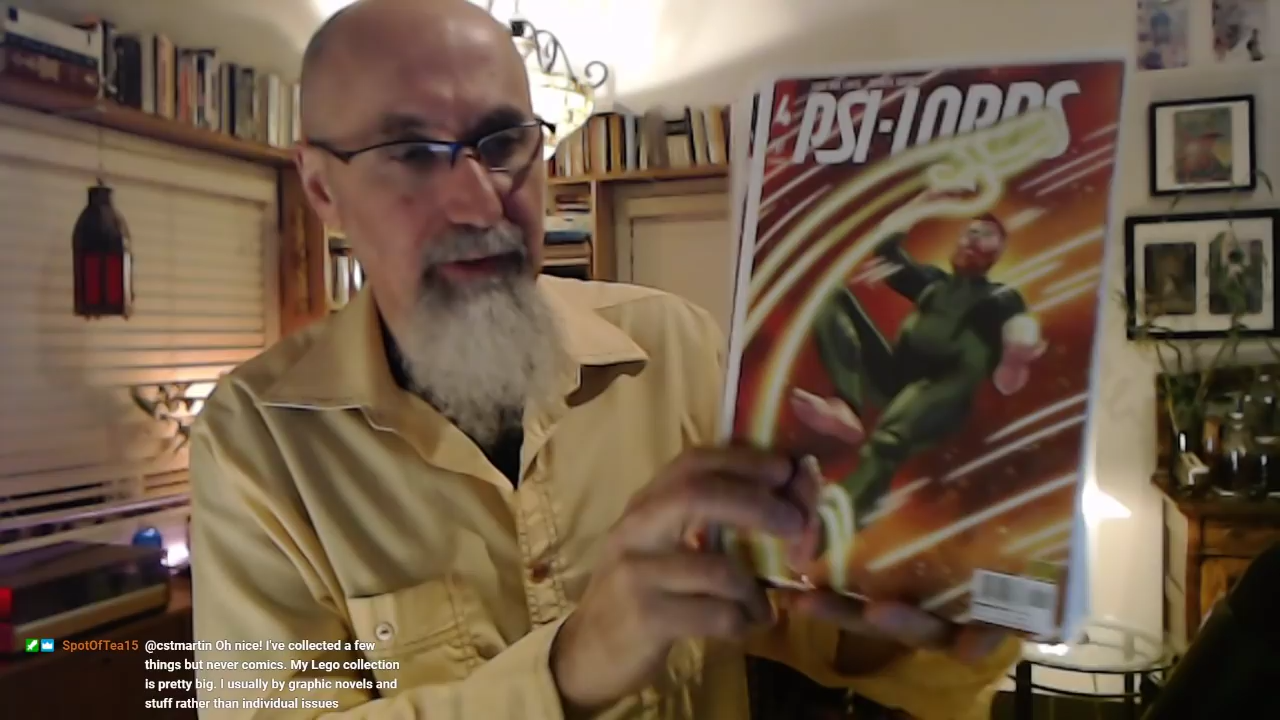 4 PSI-LORDS
SpotOfTea15 @cstmartin Oh nice! I've collected a few
things but never comics. My Lego collection
is pretty big. I usually by graphic novels and
stuff rather than individual issues